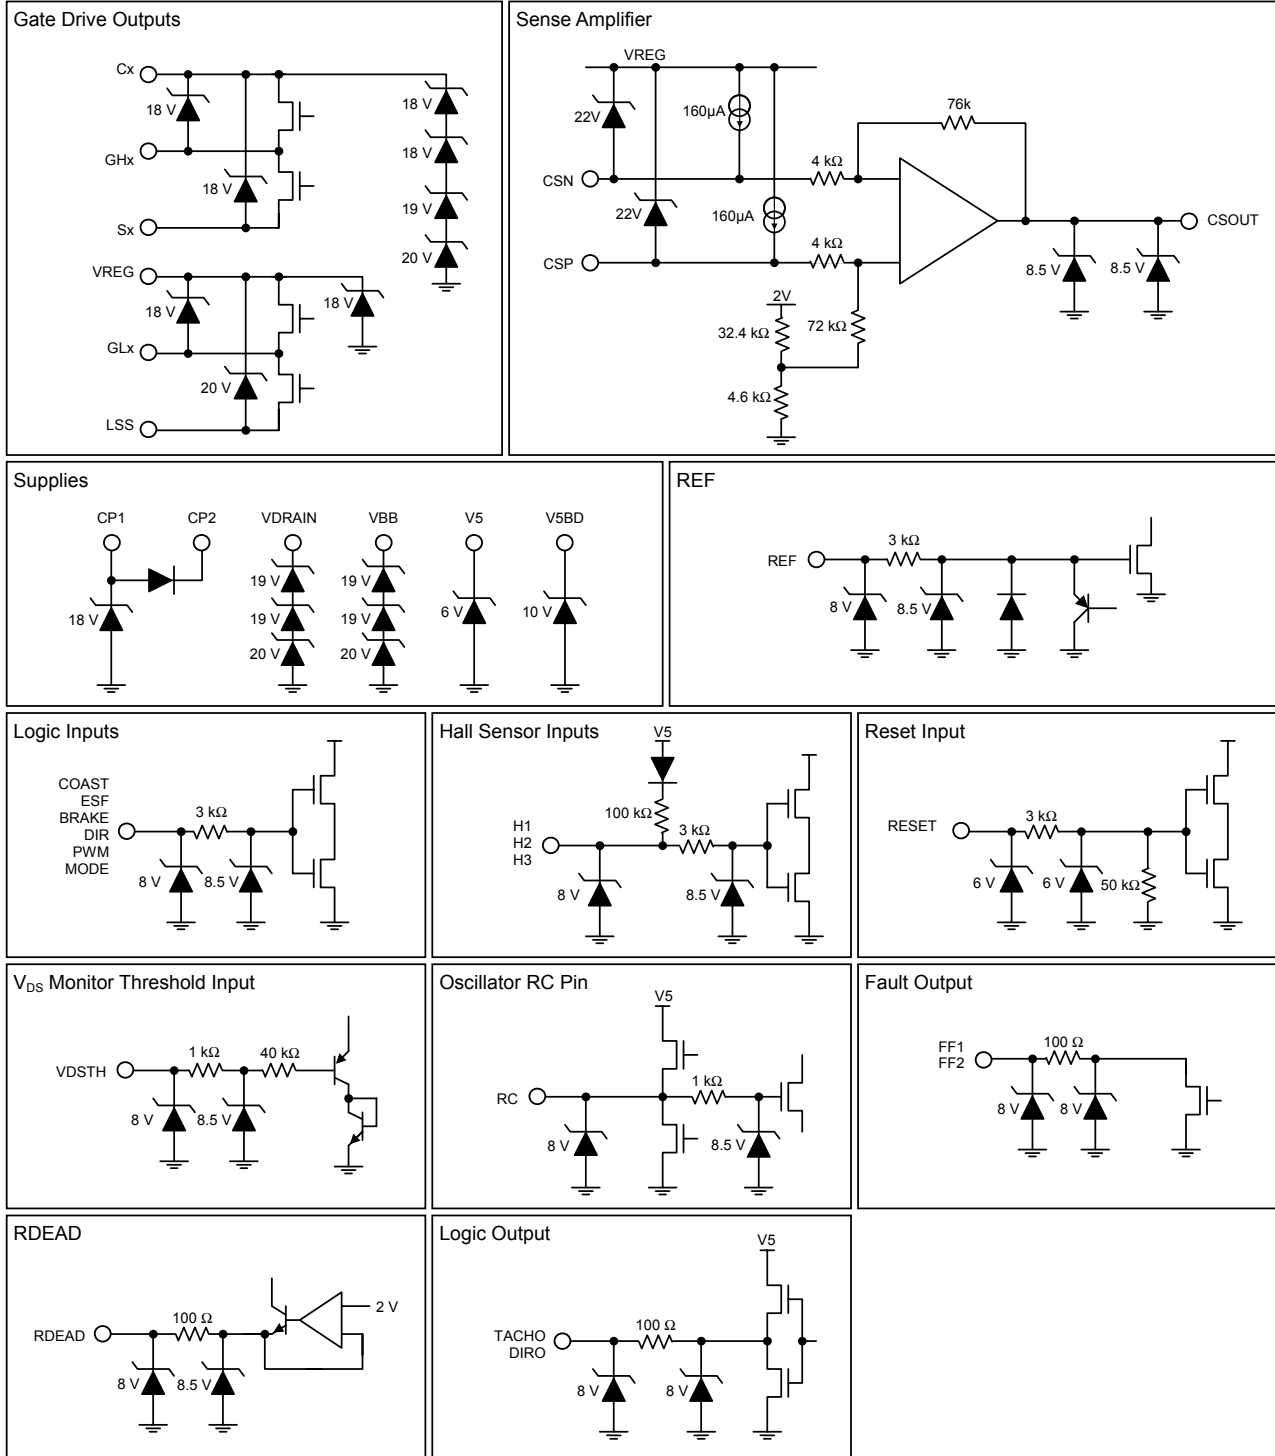 Gate Drive Outputs
Cx
18 V
GHx
18 V
Sx
18 V
18 V
19 V
20 V
VREG
18 V
18 V
GLx
20 V
LSS
Sense Amplifier
VREG
22V
160µA
76k
4 kΩ
CSN
22V
160µA
4 kΩ
CSP
CSOUT
8.5 V
8.5 V
2V
32.4 kΩ
72 kΩ
4.6 kΩ
Supplies
CP1
CP2
VDRAIN
VBB
V5
V5BD
18 V
19 V
19 V
20 V
19 V
19 V
20 V
6 V
10 V
REF
REF
3 kΩ
8 V
8.5 V
Logic Inputs
COAST
ESF
BRAKE
DIR
PWM
MODE
3 kΩ
8 V
8.5 V
Hall Sensor Inputs
V5
100 kΩ
3 kΩ
H1
H2
H3
8 V
8.5 V
Reset Input
RESET
3 kΩ
6 V
6 V
50 kΩ
VDS Monitor Threshold Input
VDSTH
1 kΩ
40 kΩ
8 V
8.5 V
Oscillator RC Pin
V5
RC
1 kΩ
8 V
8.5 V
Fault Output
FF1
FF2
100 Ω
8 V
8 V
RDEAD
RDEAD
100 Ω
2 V
8 V
8.5 V
Logic Output
V5
TACHO
DIRO
100 Ω
8 V
8 V